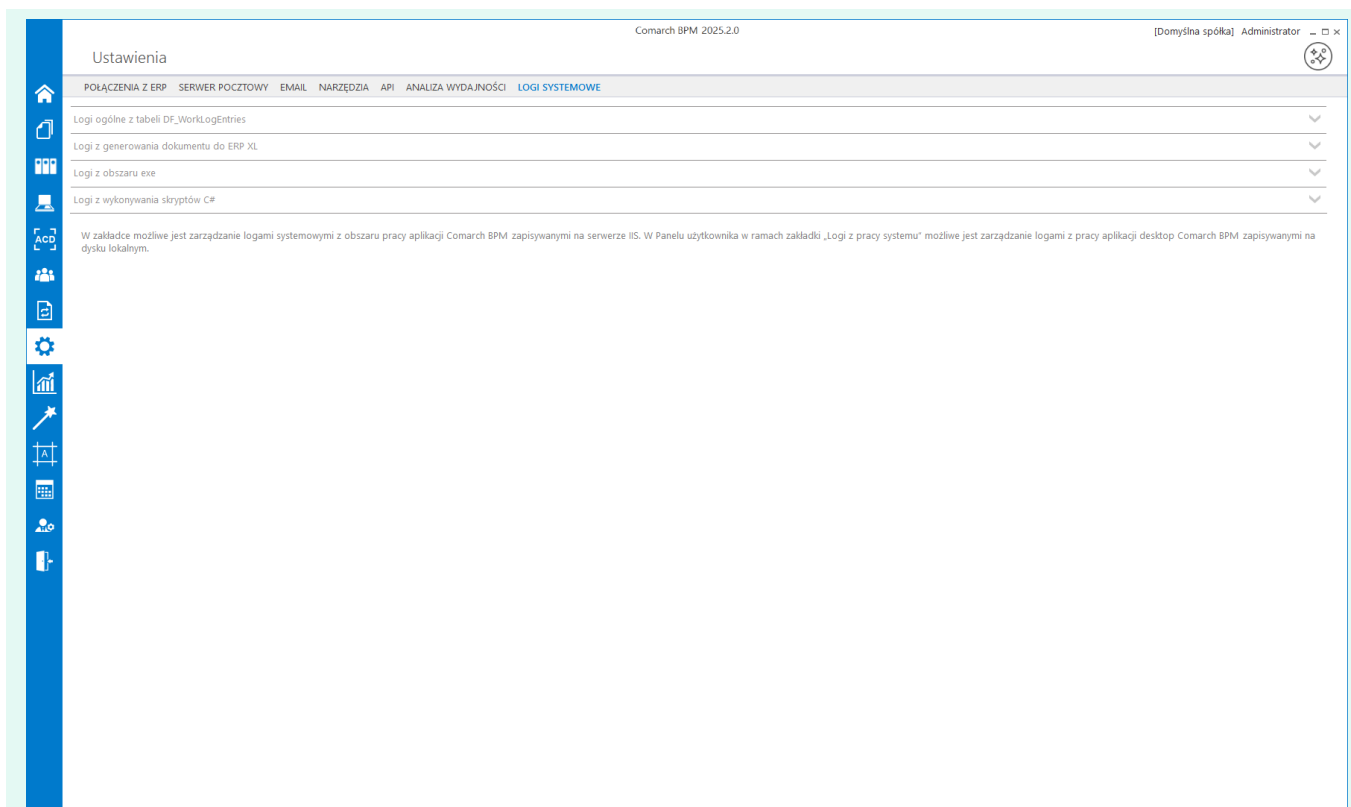 Comarch BPM 2025.2.0
[Domyślna spółka] Administrator
Ustawienia
POŁĄCZENIA Z ERP SERWER POCZTOWY EMAIL NARZĘDZIA API ANALIZA WYDAJNOŚCI LOGI SYSTEMOWE
Logi ogólne z tabeli DF_WorkLogEntries
Logi z generowania dokumentu do ERP XL
Logi z obszaru exe
Logi z wykonywania skryptów C#
W zakładce możliwe jest zarządzanie logami systemowymi z obszaru pracy aplikacji Comarch BPM zapisywanymi na serwerze IIS. W Panelu użytkownika w ramach zakładki „Logi z pracy systemu” możliwe jest zarządzanie logami z pracy aplikacji desktop Comarch BPM zapisywanymi na
dysku lokalnym.
ACD
A